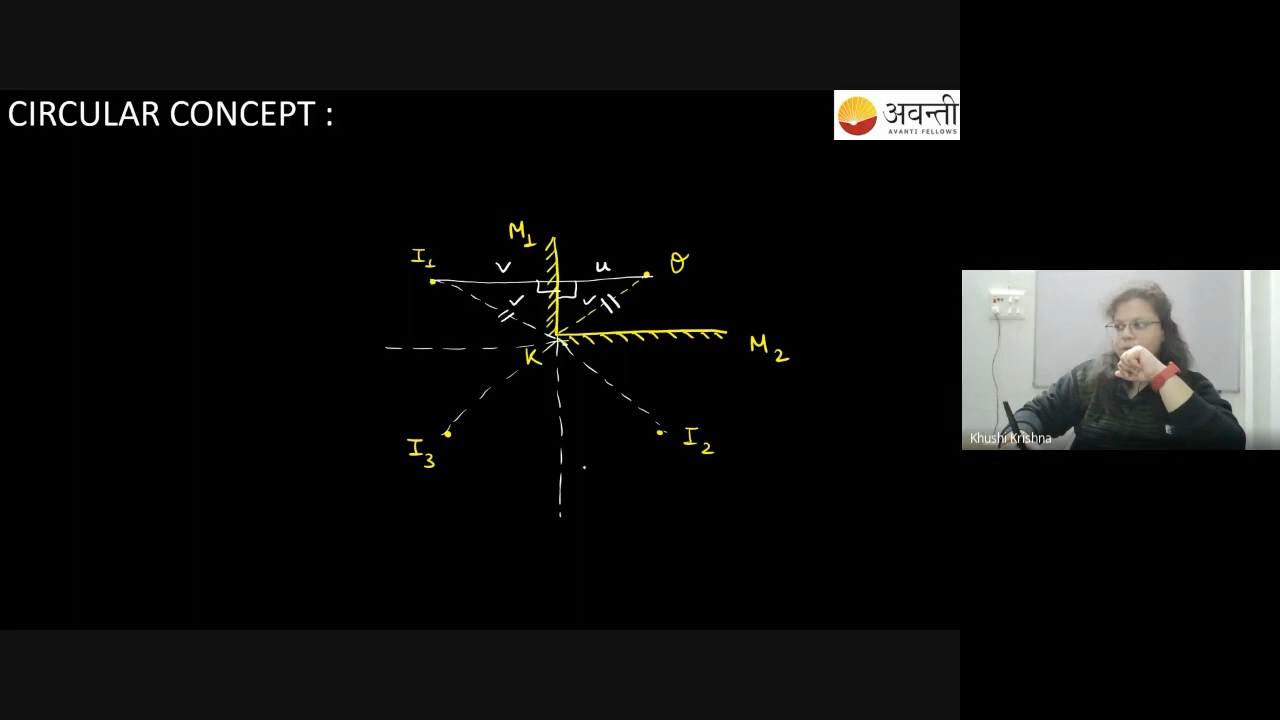 CIRCULAR CONCEPT :
अवन्ती
AVANTI FELLOWS
M1
I1
v
u
O
K
M2
I3
I2
Khushi Krishna